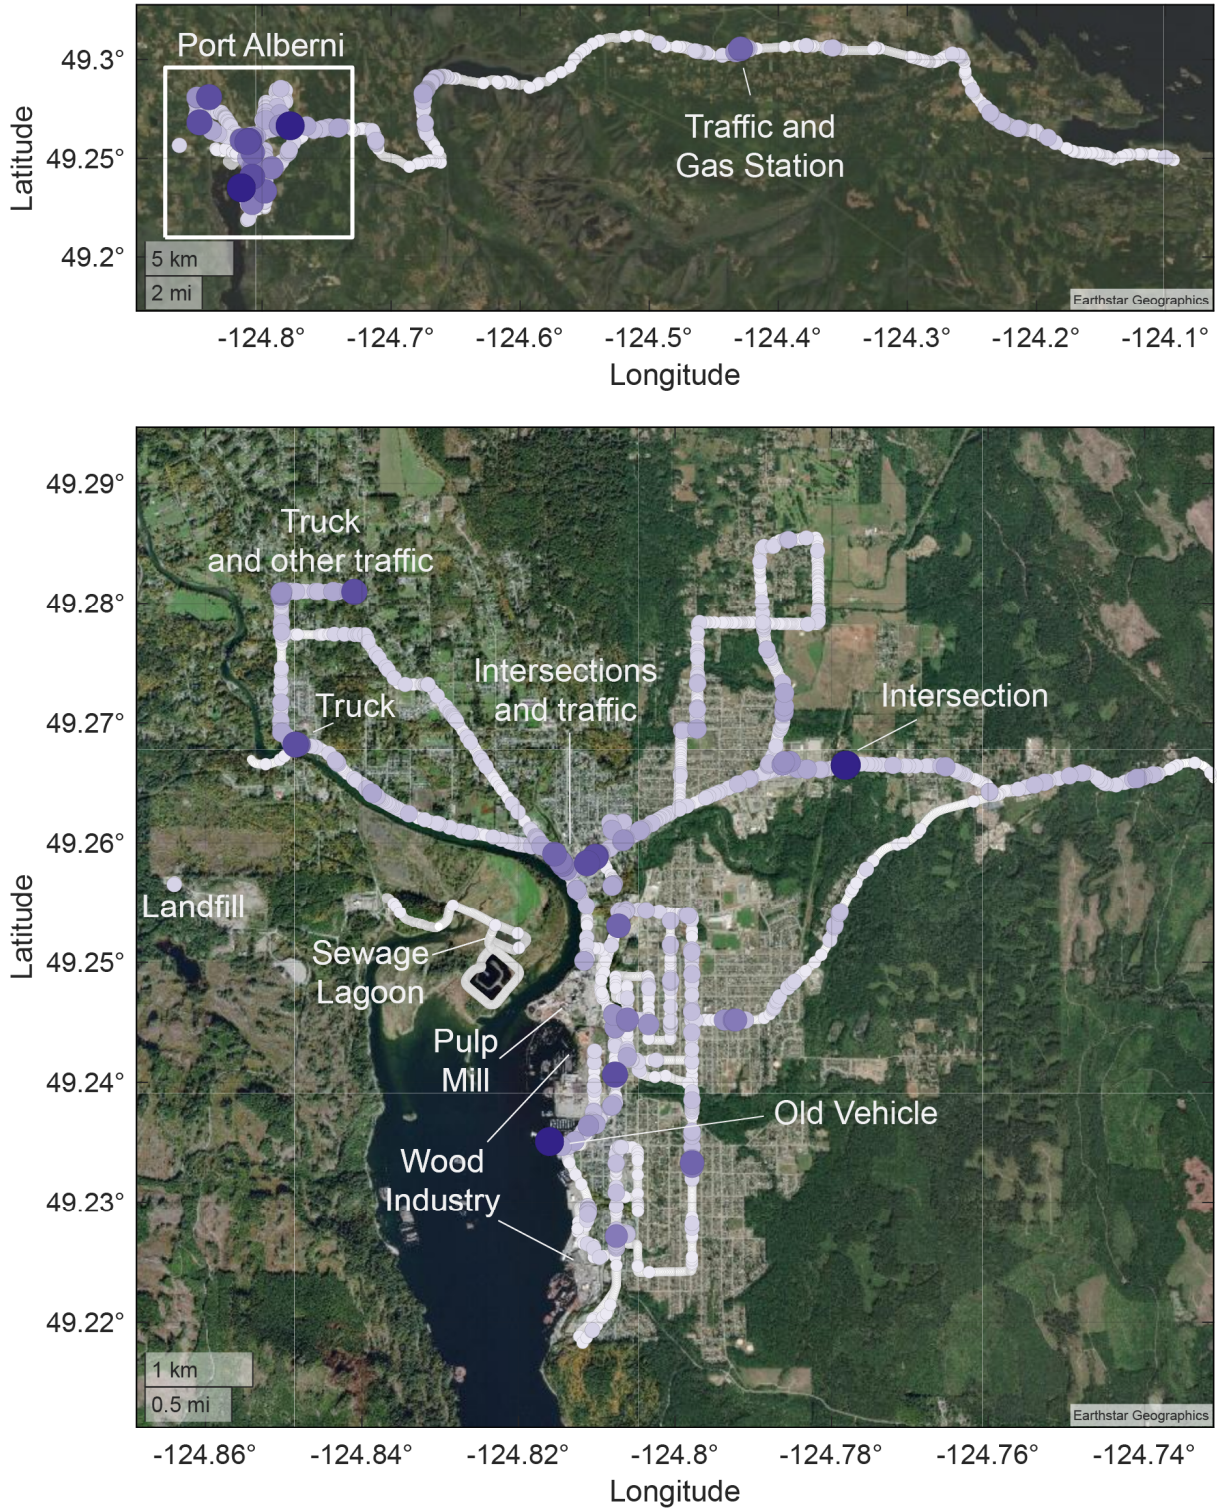 Port Alberni
49.3°
49.25°
49.2°
Latitude
Traffic and
Gas Station
5 km
2 mi
Earthstar Geographics
-124.8°
-124.7°
-124.6°
-124.5°
-124.4°
-124.3°
-124.2°
-124.1°
Longitude
49.29°
49.28°
49.27°
49.26°
49.25°
49.24°
49.23°
49.22°
Latitude
Truck
and other traffic
Intersections
and traffic
Intersection
Truck
Landfill
Sewage
Lagoon
Pulp
Mill
Old Vehicle
Wood
Industry
1 km
0.5 mi
Earthstar Geographics
-124.86°
-124.84°
-124.82°
-124.8°
-124.78°
-124.76°
-124.74°
Longitude